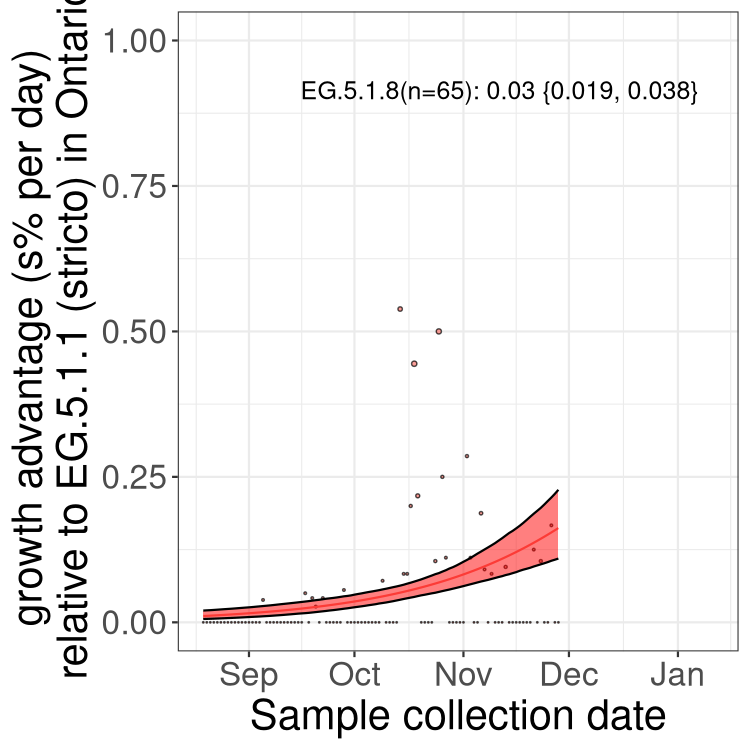 growth advantage (s% per day)
relative to EG.5.1.1 (stricto) in Ontario
1.00
0.75
0.50
0.25
0.00
EG.5.1.8(n=65): 0.03 {0.019, 0.038}
Sep Oct Nov Dec Jan
Sample collection date